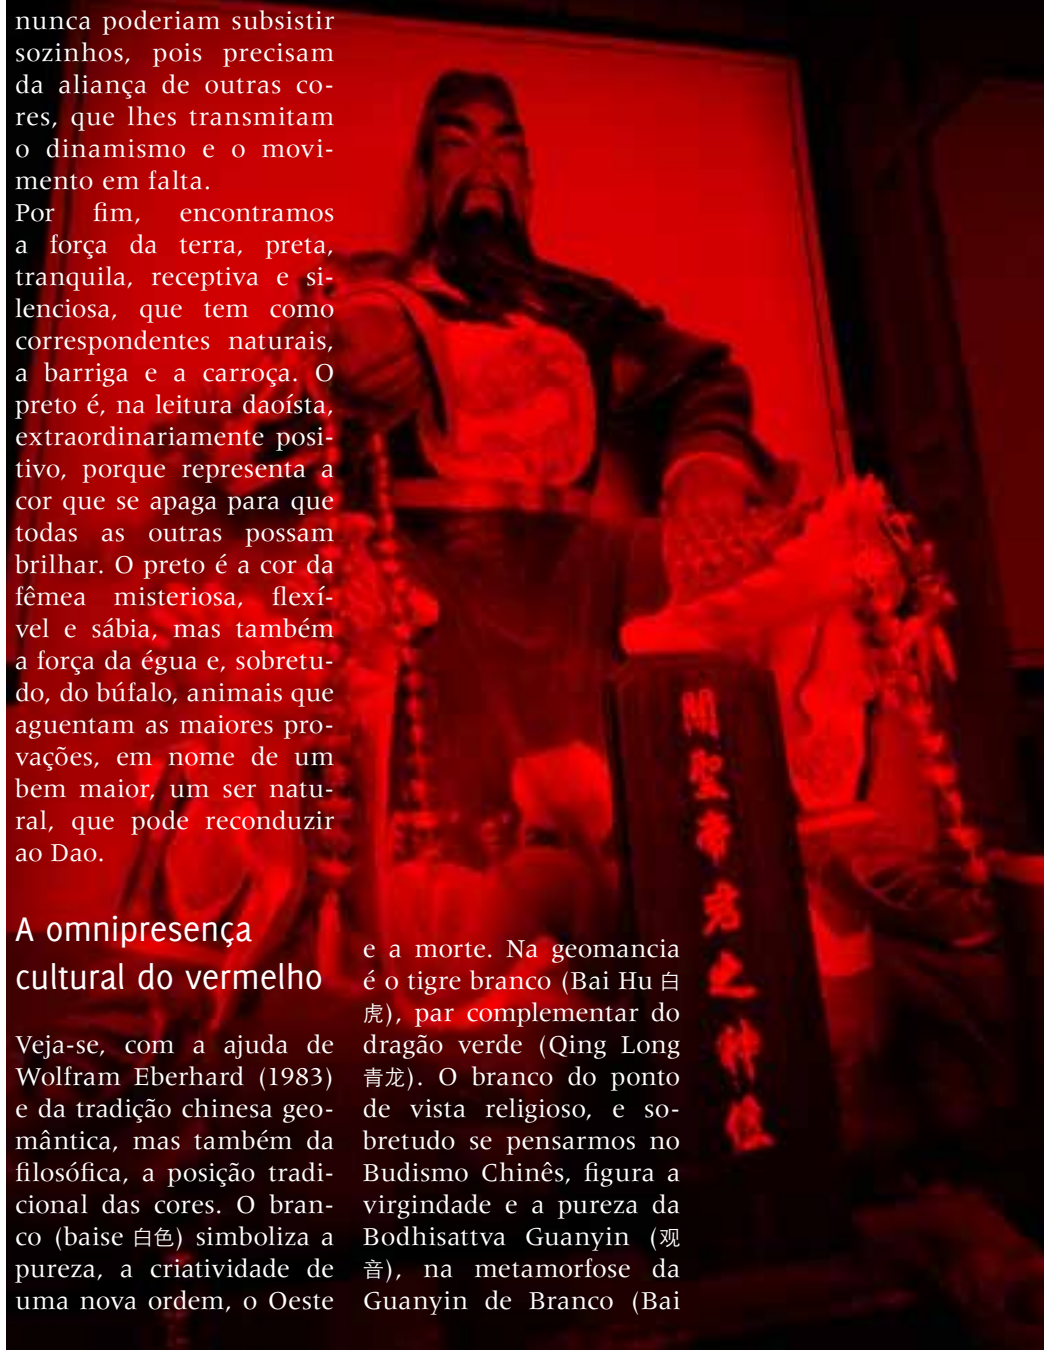 nunca poderiam subsistir
sozinhos, pois precisam
da aliança de outras co-
res, que lhes transmitam
o dinamismo e o movi-
mento em falta.
Por fim, encontramos
a força da terra, preta,
tranquila, receptiva e si-
lenciosa, que tem como
correspondentes naturais,
a barriga e a carroça. O
preto é, na leitura daoísta,
extraordinariamente posi-
tivo, porque representa a
cor que se apaga para que
todas as outras possam
brilhar. O preto é a cor da
fêmea misteriosa, flexí-
vel e sábia, mas também
a força da égua e, sobretu-
do, do búfalo, animais que
aguentam as maiores pro-
vações, em nome de um
bem maior, um ser natu-
ral, que pode reconduzir
ao Dao.
A omnipresença
cultural do vermelho
Veja-se, com a ajuda de
Wolfram Eberhard (1983)
e da tradição chinesa geo-
mântica, mas também da
filosófica, a posição tradi-
cional das cores. O bran-
co (baise 白色) simboliza a
pureza, a criatividade de
uma nova ordem, o Oeste
e a morte. Na geomancia
é o tigre branco (Bai Hu 白
虎), par complementar do
dragão verde (Qing Long
青龙). O branco do ponto
de vista religioso, e so-
bretudo se pensarmos no
Budismo Chinês, figura a
virgindade e a pureza da
Bodhisattva Guanyin (观
音), na metamorfose da
Guanyin de Branco (Bai
聖帝君之神位